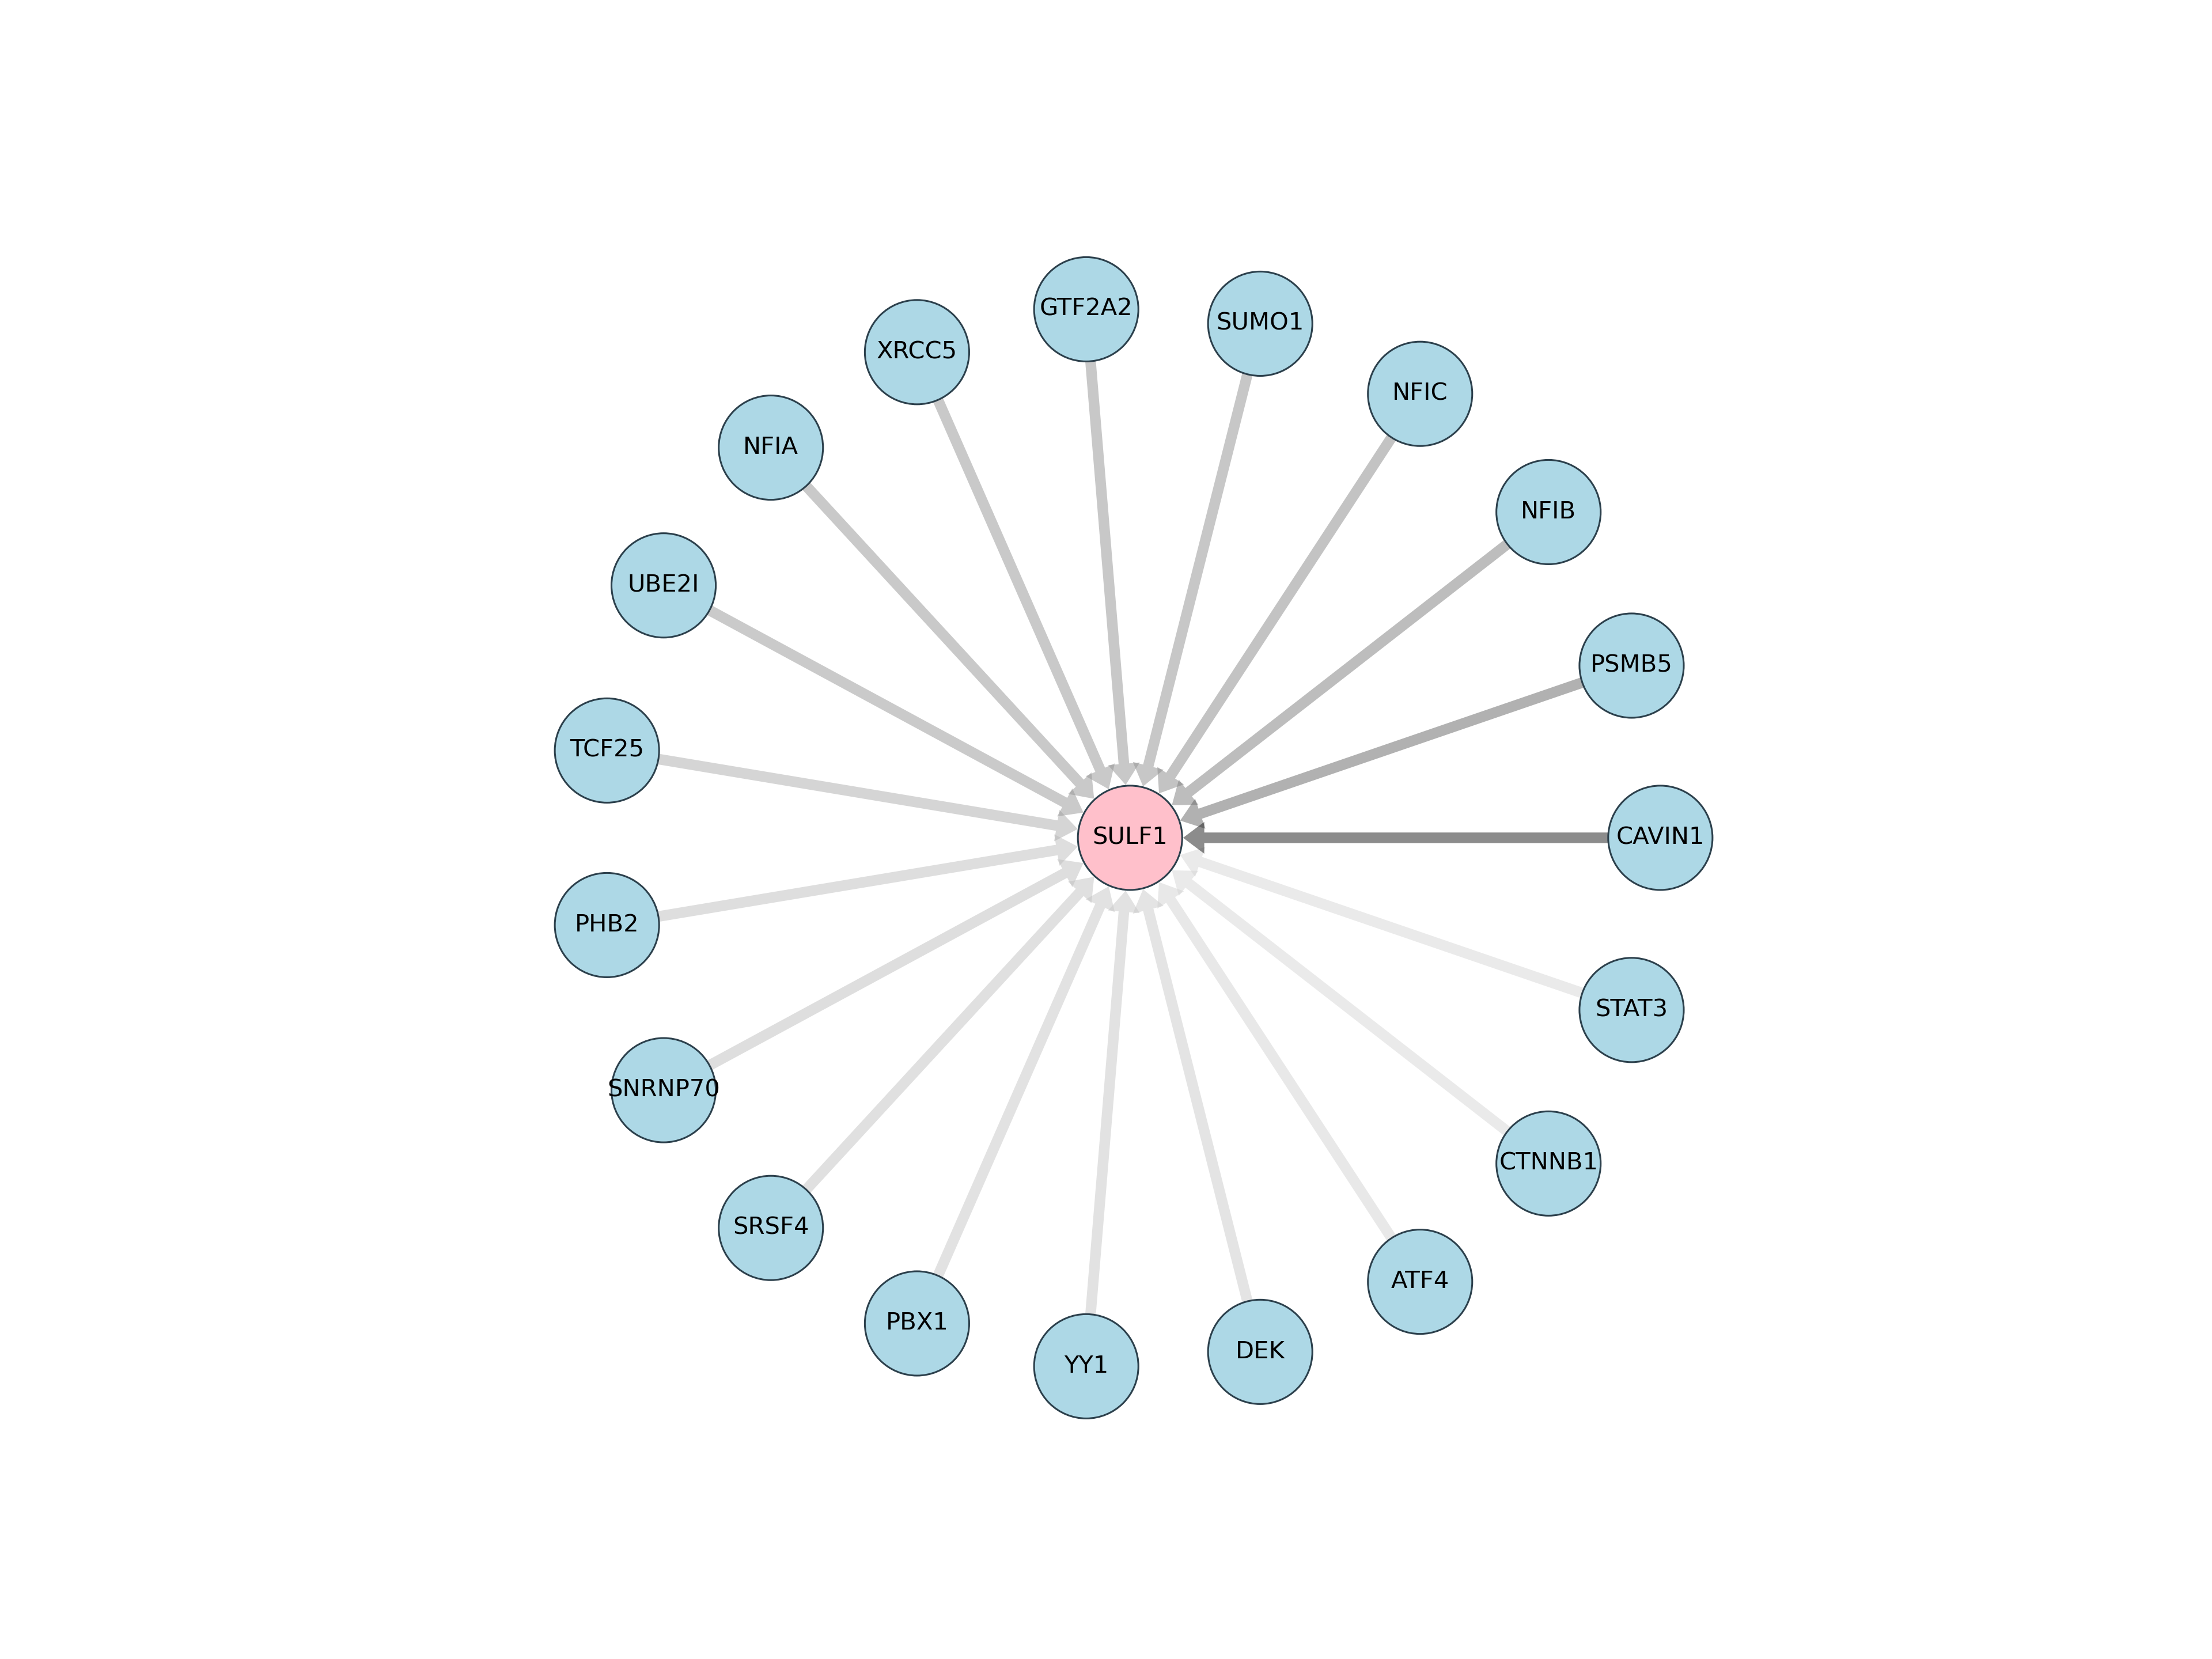 GTF2A2
SUMO1
XRCC5
NFIC
NFIA
NFIB
UBE2I
PSMB5
TCF25
SULF1
CAVIN1
PHB2
STAT3
SNRNP70
CTNNB1
SRSF4
ATF4
PBX1
DEK
YY1